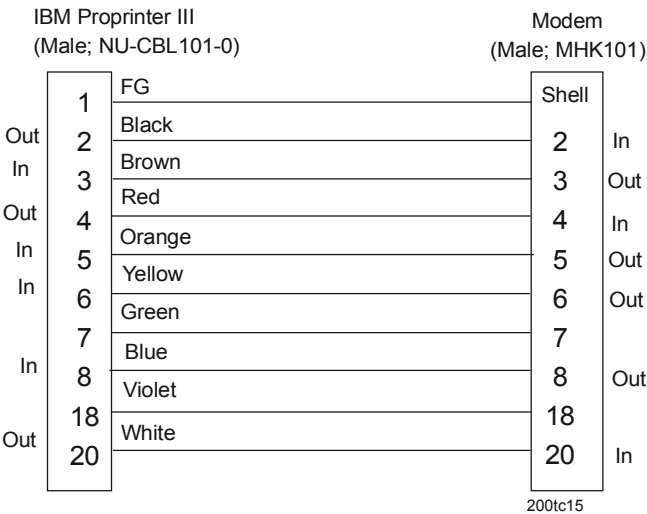 IBM Proprinter III
(Male; NU-CBL101-0)
Modem
(Male; MHK101)
1 FG Shell
Out 2 Black 2 In
In 3 Brown 3 Out
Out 4 Red 4 In
In 5 Orange 5 Out
In 6 Yellow 6 Out
7 Green 7
In 8 Blue 8 Out
18 Violet 18
Out 20 White 20 In
200tc15